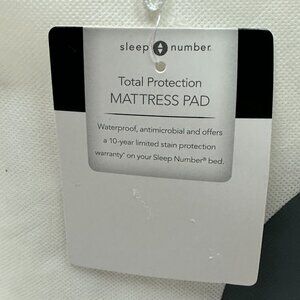 sleep number
Total Protection
MATTRESS PAD
Waterproof, antimicrobial and offers
a 10-year limited stain protection
warranty* on your Sleep Number® bed.